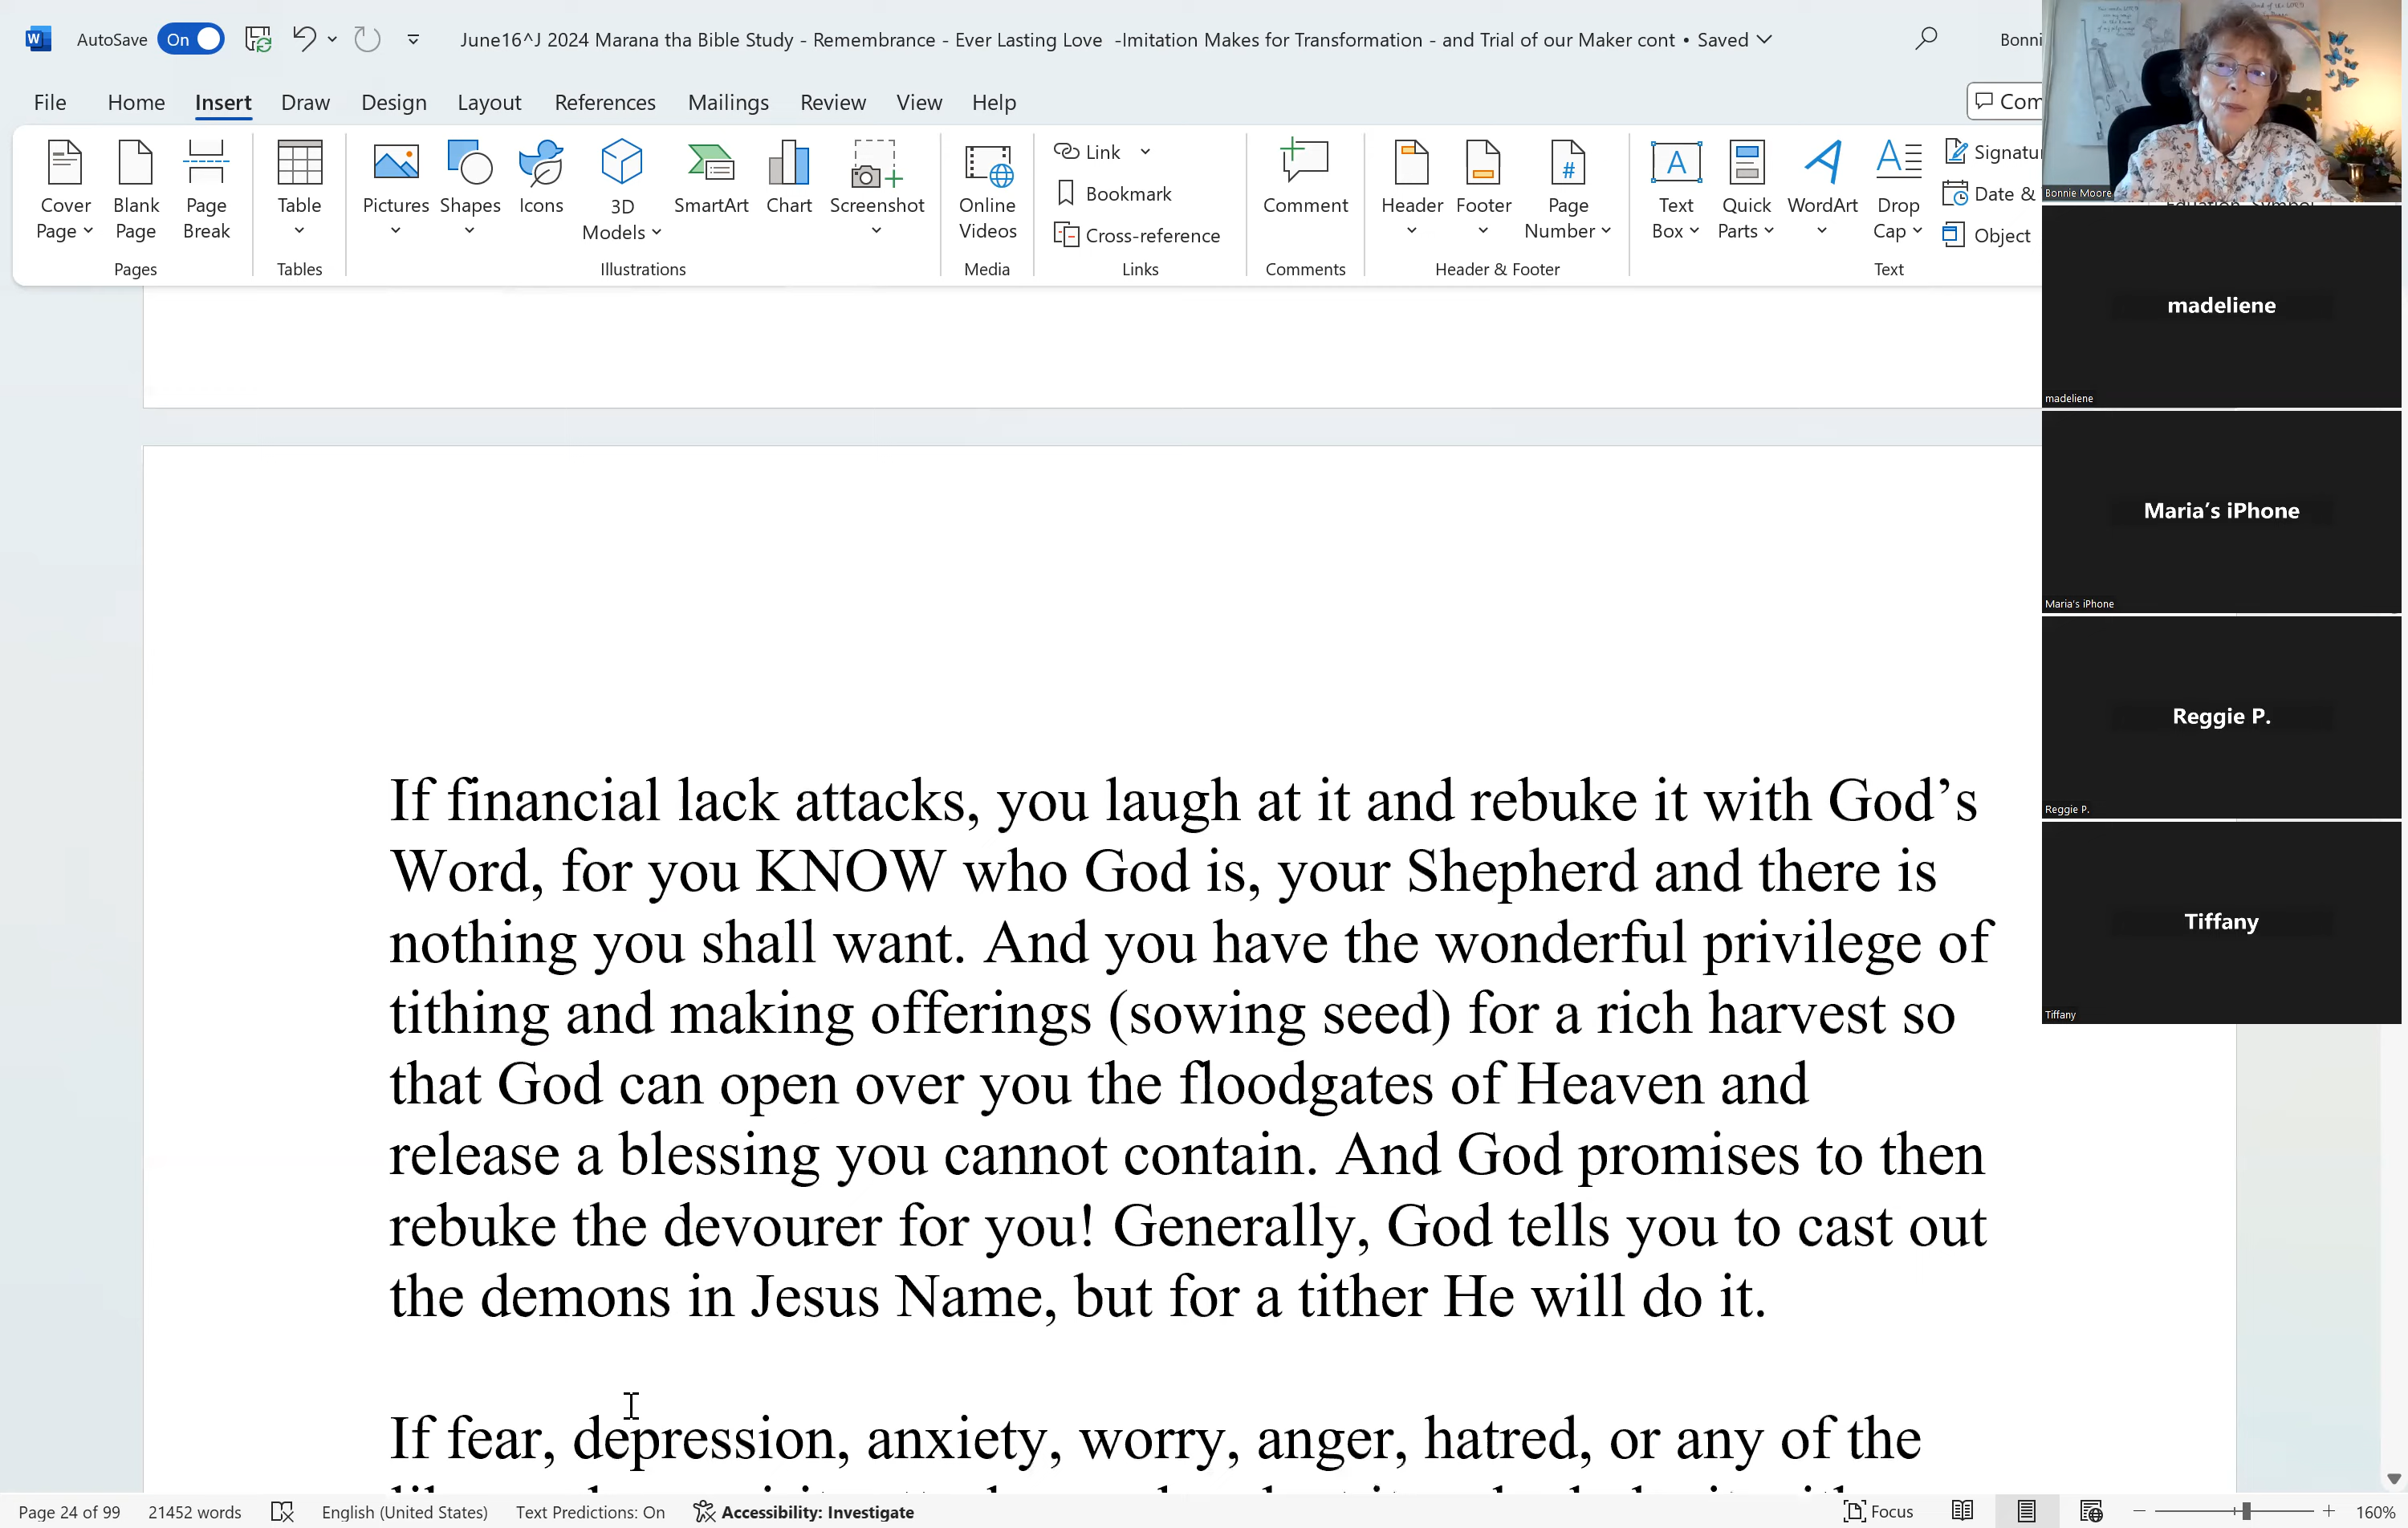 AutoSave On June16^J 2024 Marana tha Bible Study - Remembrance - Ever Lasting Love -Imitation Makes for Transformation - and Trial of our Maker cont • Saved Bonni
File Home Insert Draw Design Layout References Mailings Review View Help Com
Cover Page
Blank Page
Page Break
Table
Pictures
Shapes
Icons
3D Models
SmartArt
Chart
Screenshot
Online Videos
Link
Bookmark
Cross-reference
Comment
Header
Footer
Page Number
Text Box
Quick Parts
WordArt
Drop Cap
Signatu
Date &
Object
Pages Tables Illustrations Media Links Comments Header & Footer Text
Bonnie Moore
Equation Symbol
madeliene
madeliene
Maria's iPhone
Maria's iPhone
Reggie P.
Reggie P.
Tiffany
Tiffany
If financial lack attacks, you laugh at it and rebuke it with God’s
Word, for you KNOW who God is, your Shepherd and there is
nothing you shall want. And you have the wonderful privilege of
tithing and making offerings (sowing seed) for a rich harvest so
that God can open over you the floodgates of Heaven and
release a blessing you cannot contain. And God promises to then
rebuke the devourer for you! Generally, God tells you to cast out
the demons in Jesus Name, but for a tither He will do it.
If fear, depression, anxiety, worry, anger, hatred, or any of the
Page 24 of 99 21452 words English (United States) Text Predictions: On Accessibility: Investigate Focus 160%